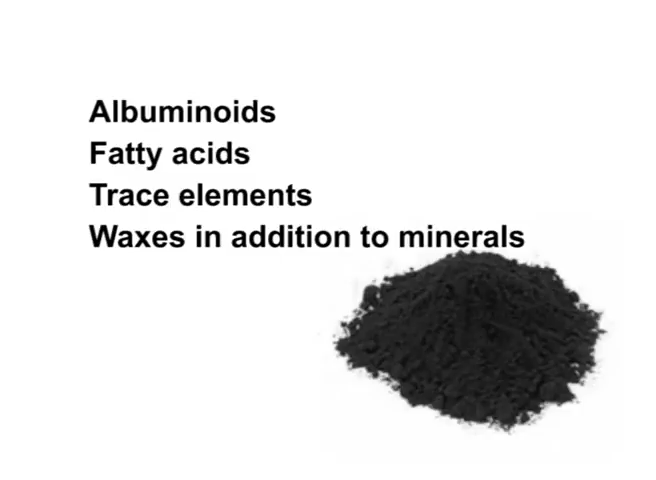 Albuminoids
Fatty acids
Trace elements
Waxes in addition to minerals